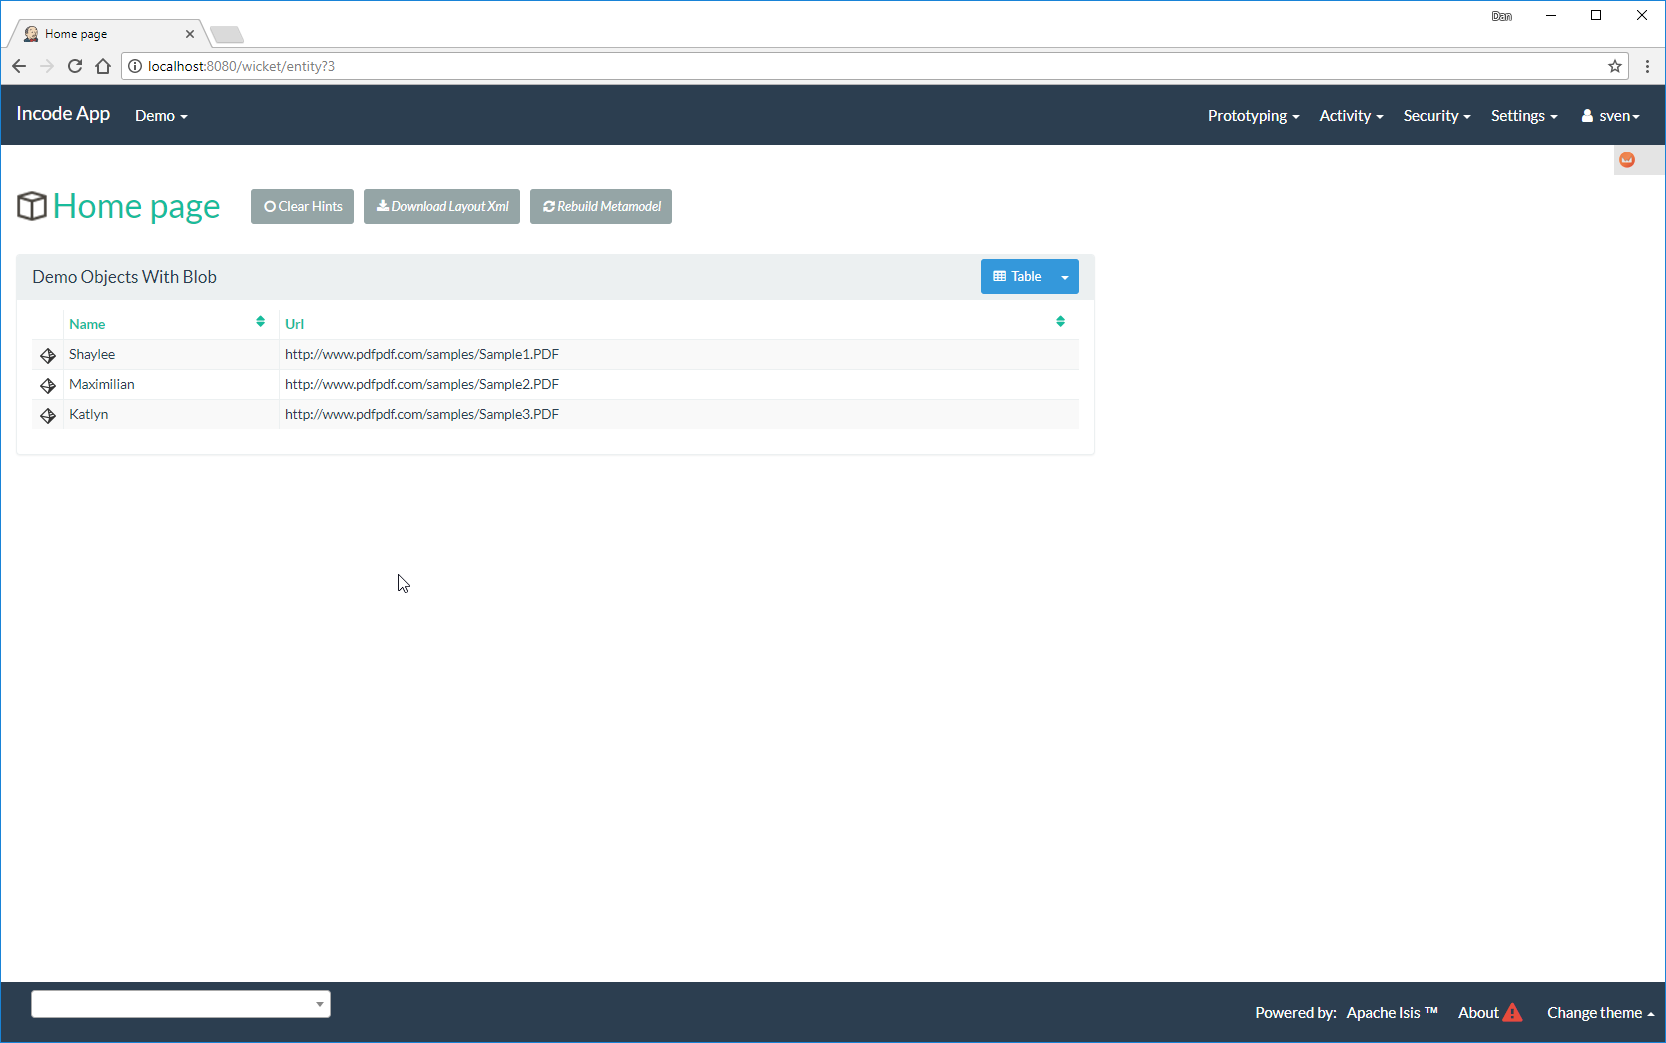 Dan
Home page
localhost:8080/wicket/entity?3
Incode App Demo Prototyping Activity Security Settings sven
Home page Clear Hints Download Layout Xml Rebuild Metamodel
Demo Objects With Blob Table
Name Url
Shaylee http://www.pdfpdf.com/samples/Sample1.PDF
Maximilian http://www.pdfpdf.com/samples/Sample2.PDF
Katlyn http://www.pdfpdf.com/samples/Sample3.PDF
Powered by: Apache Isis ™ About Change theme